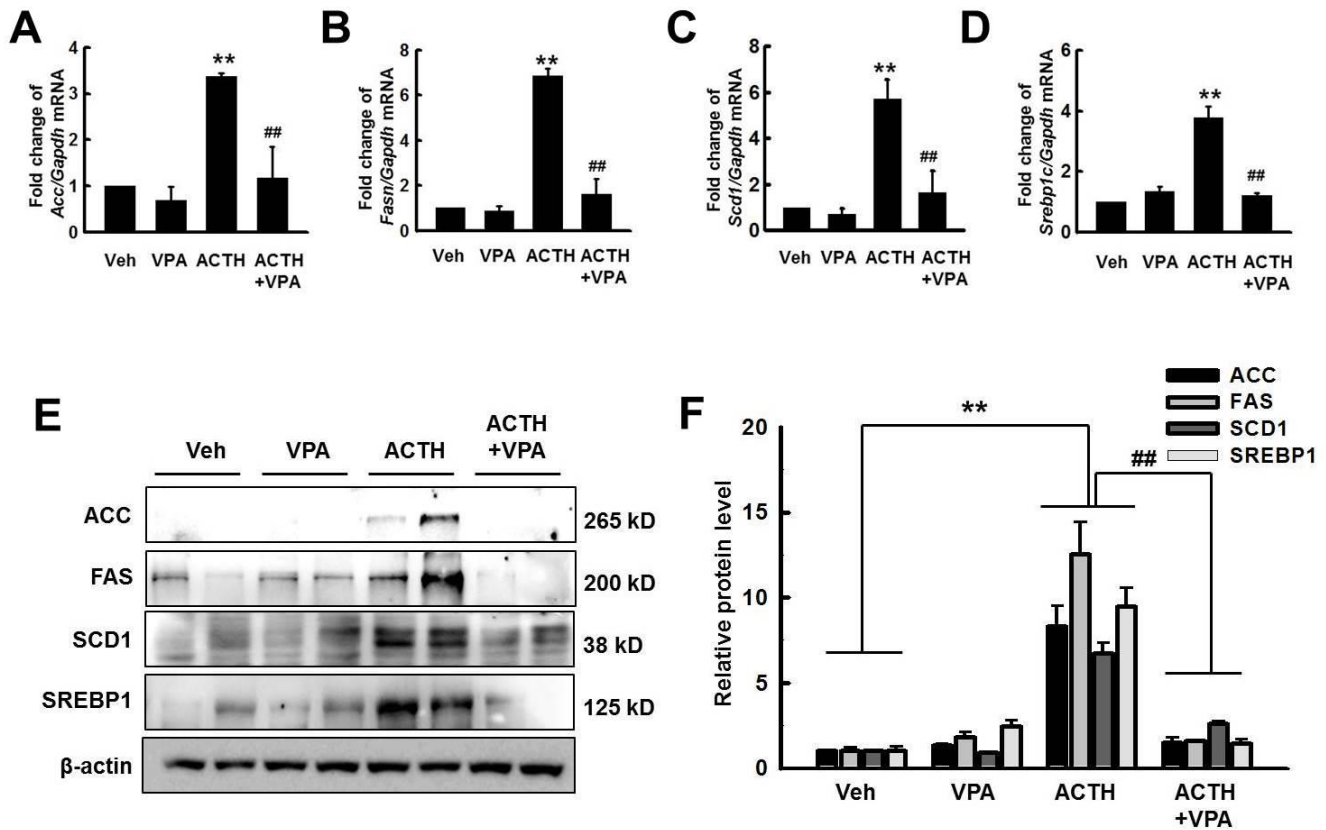 A
Fold change of
Acc/Gapdh mRNA
4
3
2
1
0
**
##
Veh VPA ACTH ACTH
+VPA
B
Fold change of
Fasn/Gapdh mRNA
8
6
4
2
0
**
##
Veh VPA ACTH ACTH
+VPA
C
Fold change of
Scd1/Gapdh mRNA
8
6
4
2
0
**
##
Veh VPA ACTH ACTH
+VPA
D
Fold change of
Srebp1c/Gapdh mRNA
6
4
2
0
**
##
Veh VPA ACTH ACTH
+VPA
E
Veh VPA ACTH ACTH
+VPA
ACC 265 kD
FAS 200 kD
SCD1 38 kD
SREBP1 125 kD
β-actin
F
ACC
FAS
SCD1
SREBP1
**
##
Relative protein level
20
15
10
5
0
Veh VPA ACTH ACTH
+VPA